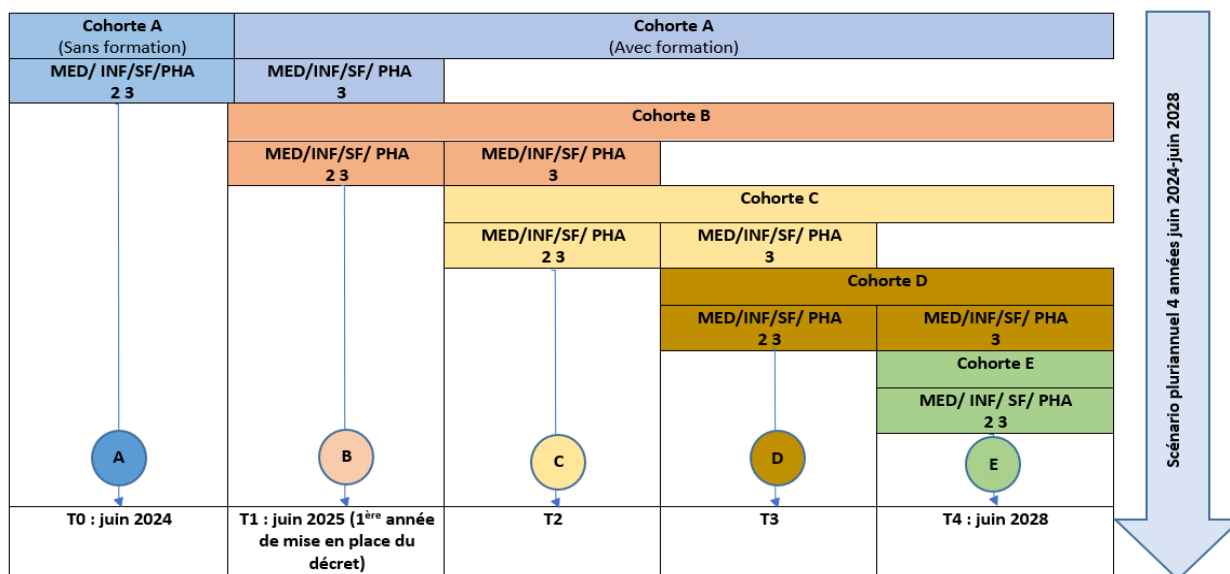 Cohorte A
(Sans formation)
Cohorte A
(Avec formation)
MED/ INF/SF/PHA
2 3
MED/INF/SF/ PHA
3
Cohorte B
MED/INF/SF/ PHA
2 3
MED/INF/SF/ PHA
3
Cohorte C
MED/INF/SF/ PHA
2 3
MED/INF/SF/ PHA
3
Cohorte D
MED/INF/SF/ PHA
2 3
MED/INF/SF/ PHA
3
Cohorte E
MED/ INF/ SF/ PHA
2 3
A
B
C
D
E
T0 : juin 2024
T1 : juin 2025 (1ère année
de mise en place du
décret)
T2
T3
T4 : juin 2028
Scénario pluriannuel 4 années juin 2024-juin 2028